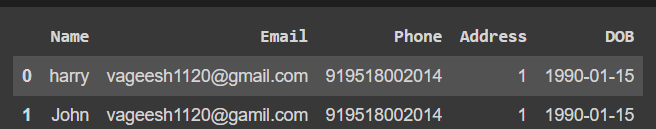 Name Email Phone Address DOB
0 harry vageesh1120@gmail.com 919518002014 1 1990-01-15
1 John vageesh1120@gamil.com 919518002014 1 1990-01-15